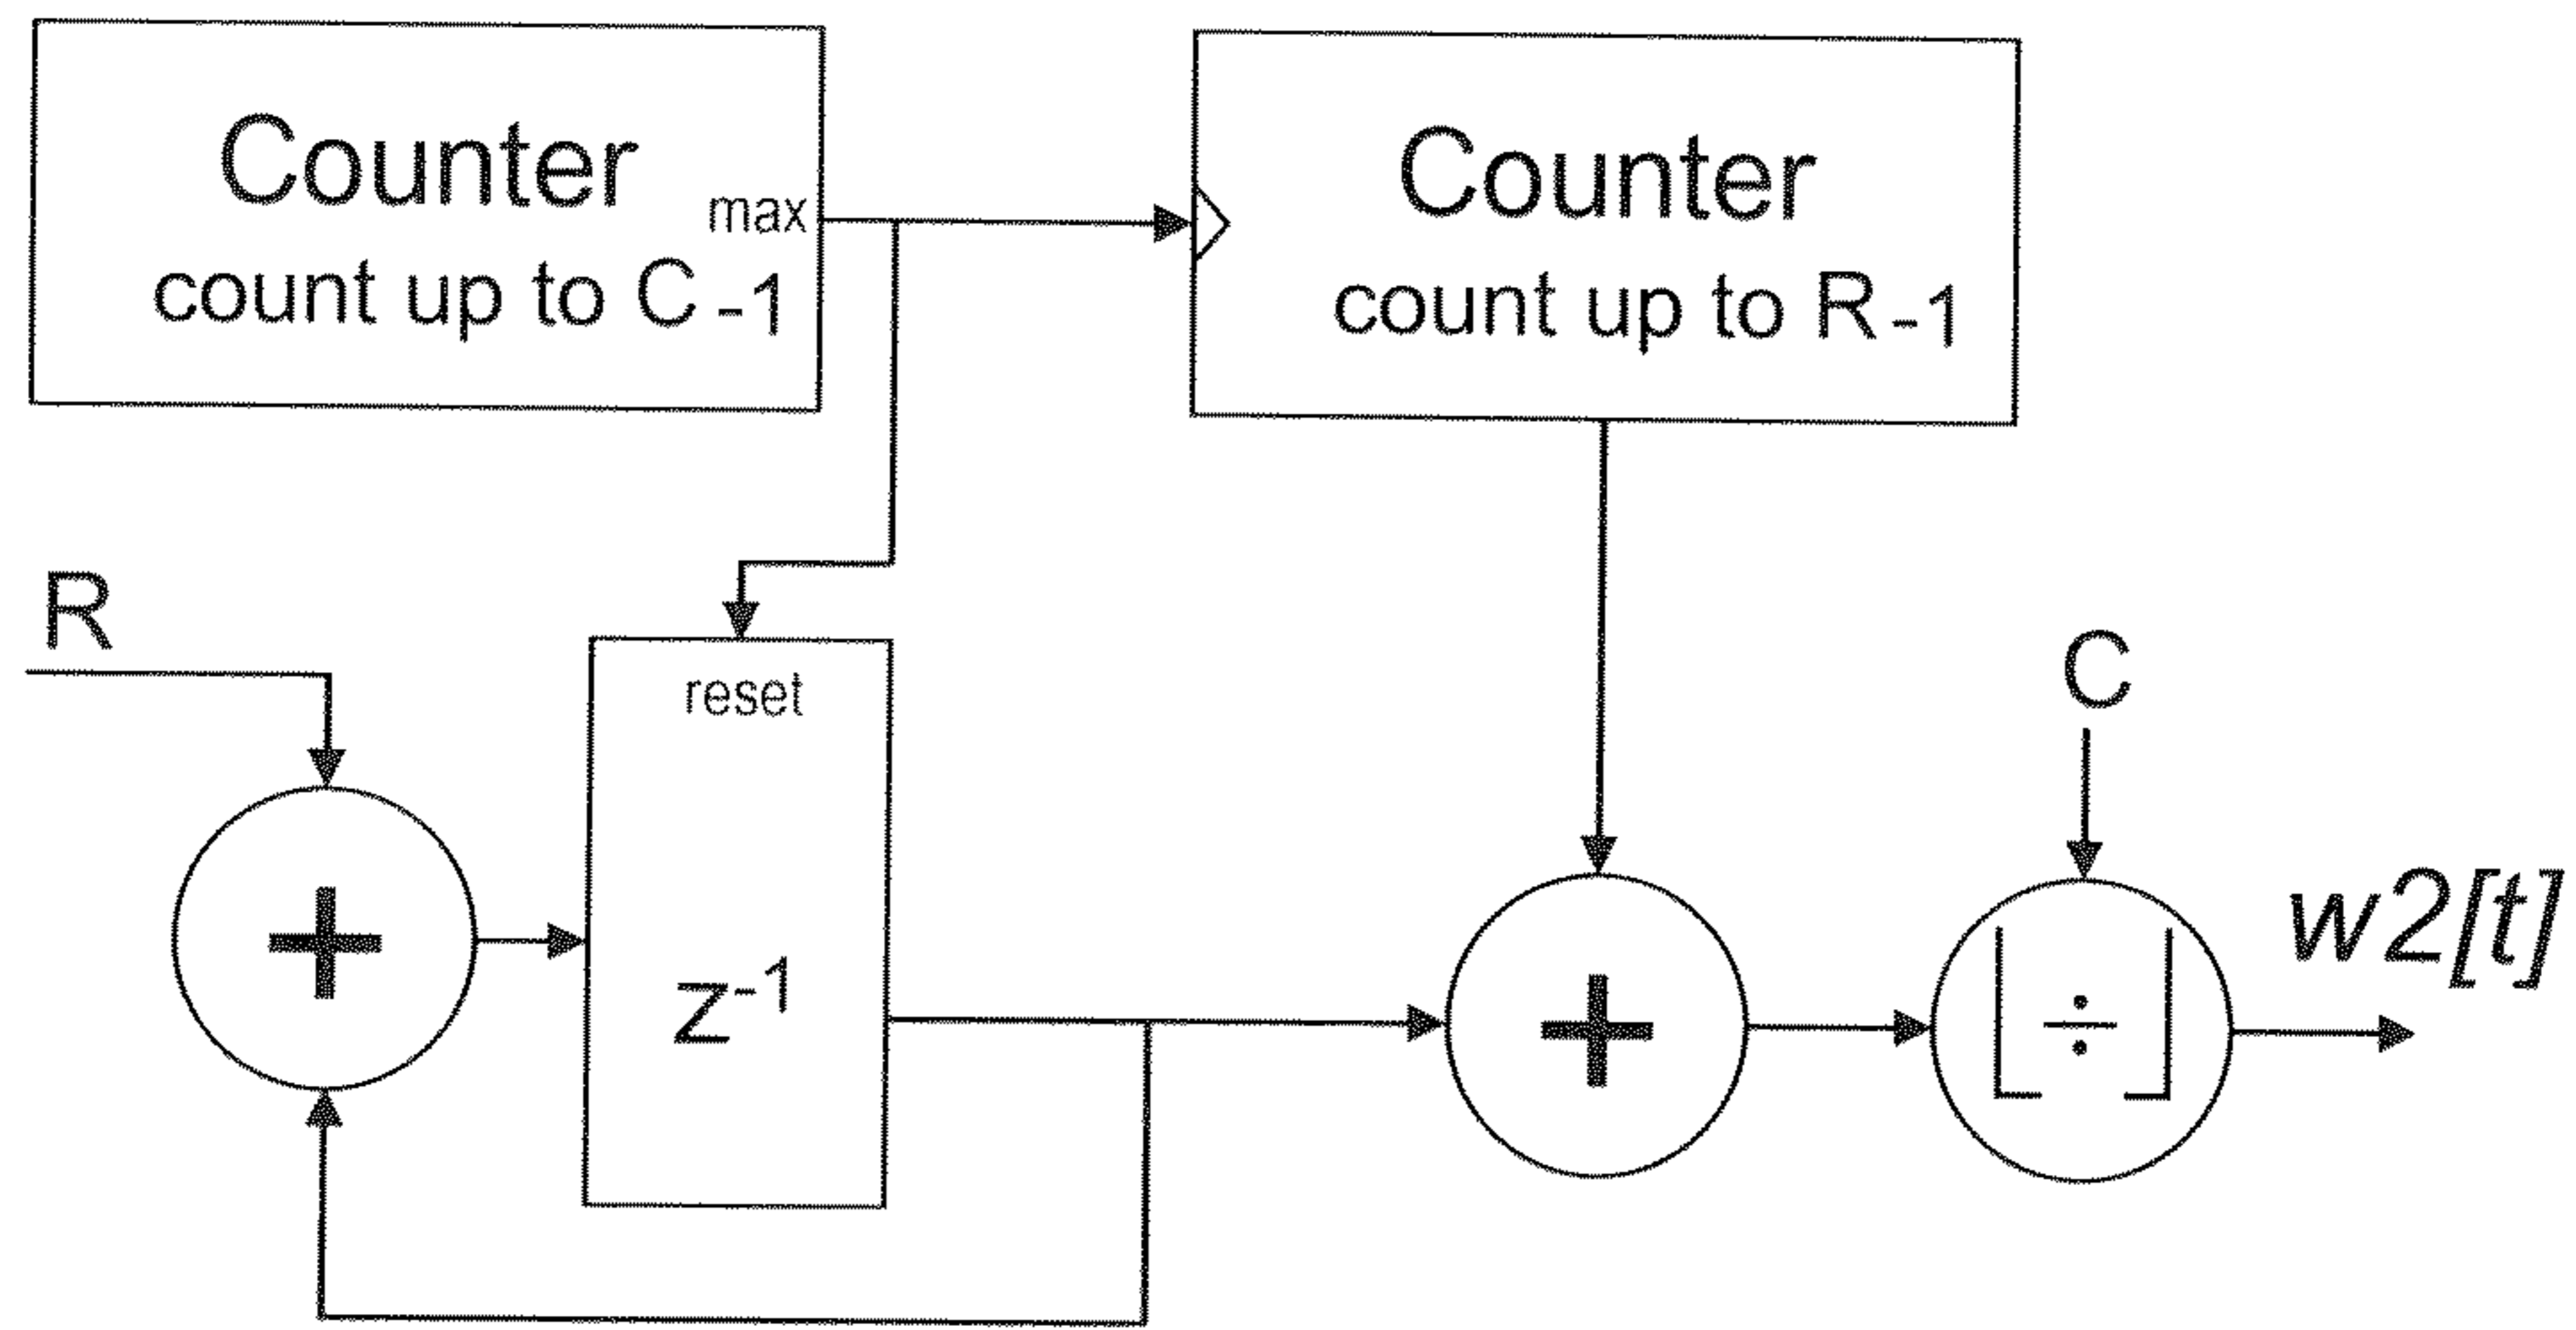 Counter
max
count up to C -1
Counter
count up to R -1
R
reset
z-1
C
+
+
÷
w2[t]